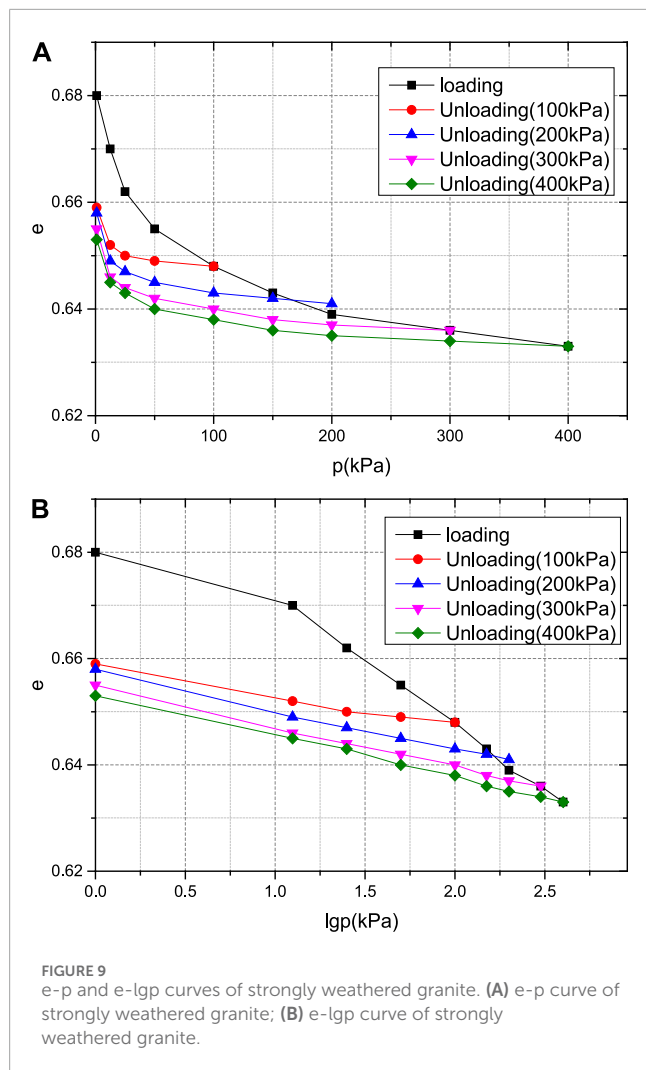 A
loading
Unloading(100kPa)
Unloading(200kPa)
Unloading(300kPa)
Unloading(400kPa)
0.68
0.66
0.64
0.62
e
0
100
200
300
400
p(kPa)
B
loading
Unloading(100kPa)
Unloading(200kPa)
Unloading(300kPa)
Unloading(400kPa)
0.68
0.66
0.64
0.62
e
0.0
0.5
1.0
1.5
2.0
2.5
lgp(kPa)
FIGURE 9
e-p and e-lgp curves of strongly weathered granite. (A) e-p curve of
strongly weathered granite; (B) e-lgp curve of strongly
weathered granite.